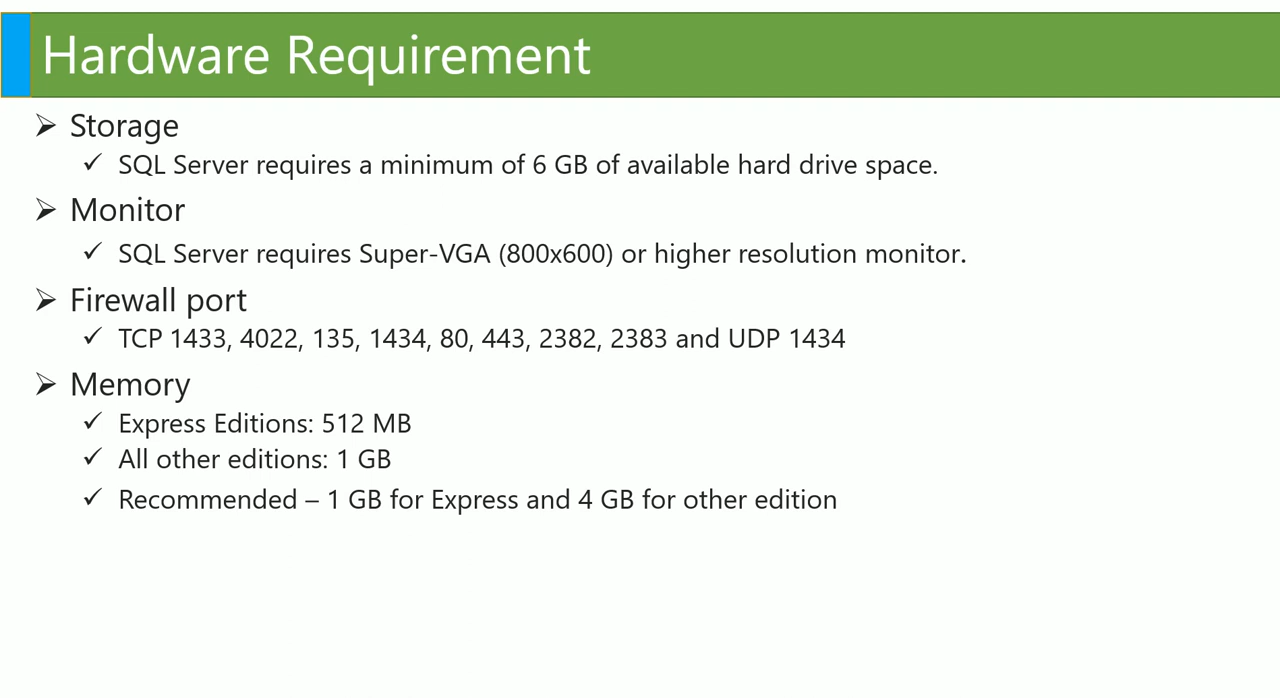 Hardware Requirement
Storage
SQL Server requires a minimum of 6 GB of available hard drive space.
Monitor
SQL Server requires Super-VGA (800x600) or higher resolution monitor.
Firewall port
TCP 1433, 4022, 135, 1434, 80, 443, 2382, 2383 and UDP 1434
Memory
Express Editions: 512 MB
All other editions: 1 GB
Recommended – 1 GB for Express and 4 GB for other edition